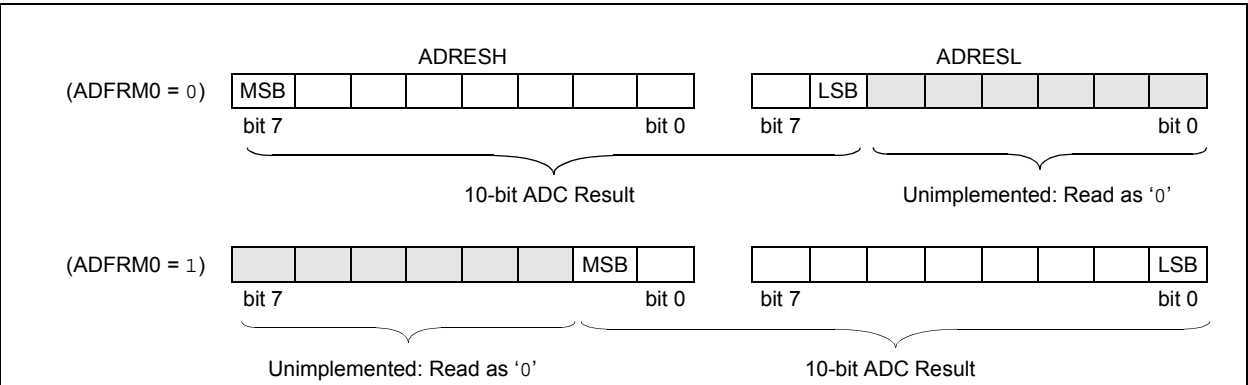 ADRESH ADRESL
(ADFRM0 = 0) MSB LSB
bit 7 bit 0 bit 7 bit 0
10-bit ADC Result Unimplemented: Read as ‘0’
(ADFRM0 = 1) MSB LSB
bit 7 bit 0 bit 7 bit 0
Unimplemented: Read as ‘0’ 10-bit ADC Result